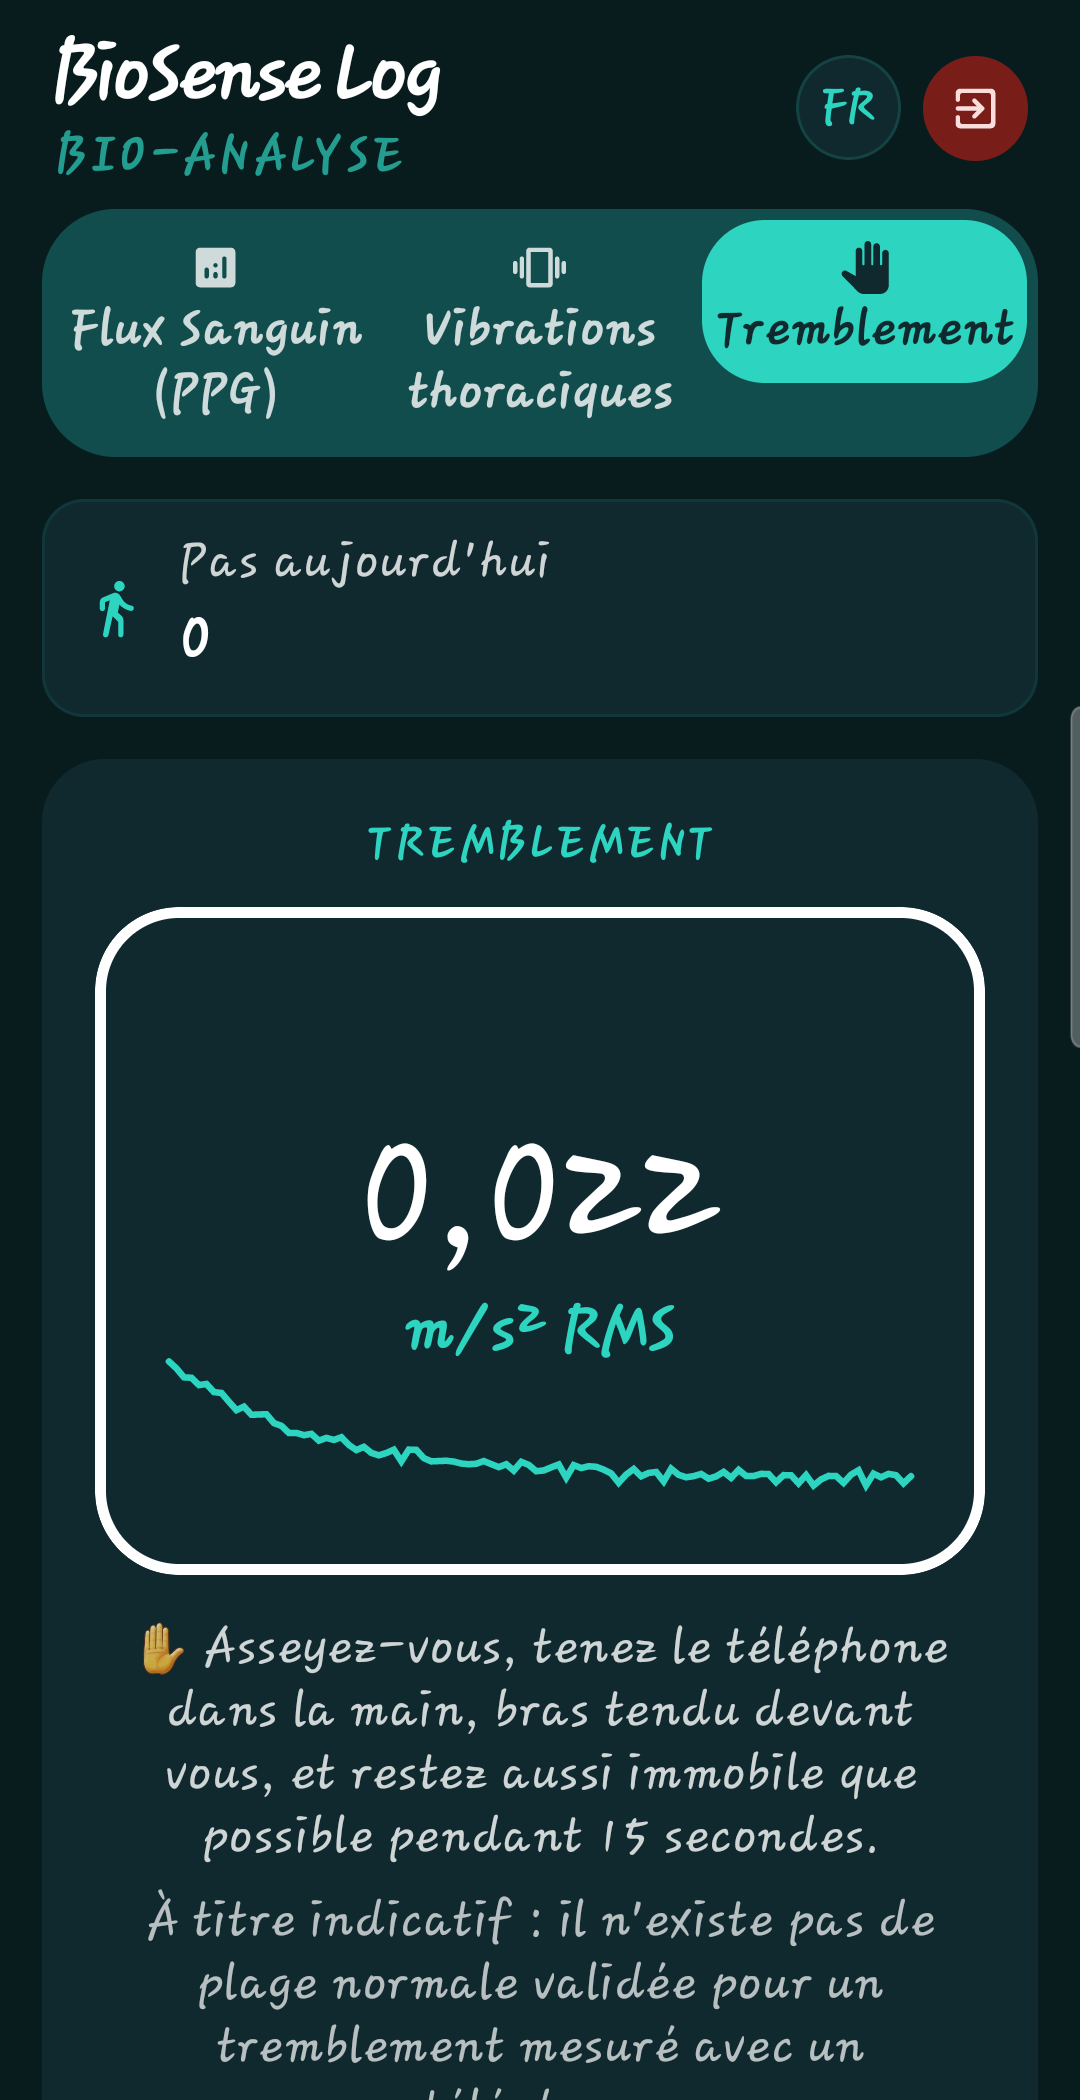 BioSense Log
BIO-ANALYSE
FR
Flux Sanguin
(PPG)
Vibrations
thoraciques
Tremblement
Pas aujourd'hui
0
TREMBLEMENT
0,022
m/s² RMS
✋ Asseyez-vous, tenez le téléphone
dans la main, bras tendu devant
vous, et restez aussi immobile que
possible pendant 15 secondes.
À titre indicatif : il n'existe pas de
plage normale validée pour un
tremblement mesuré avec un